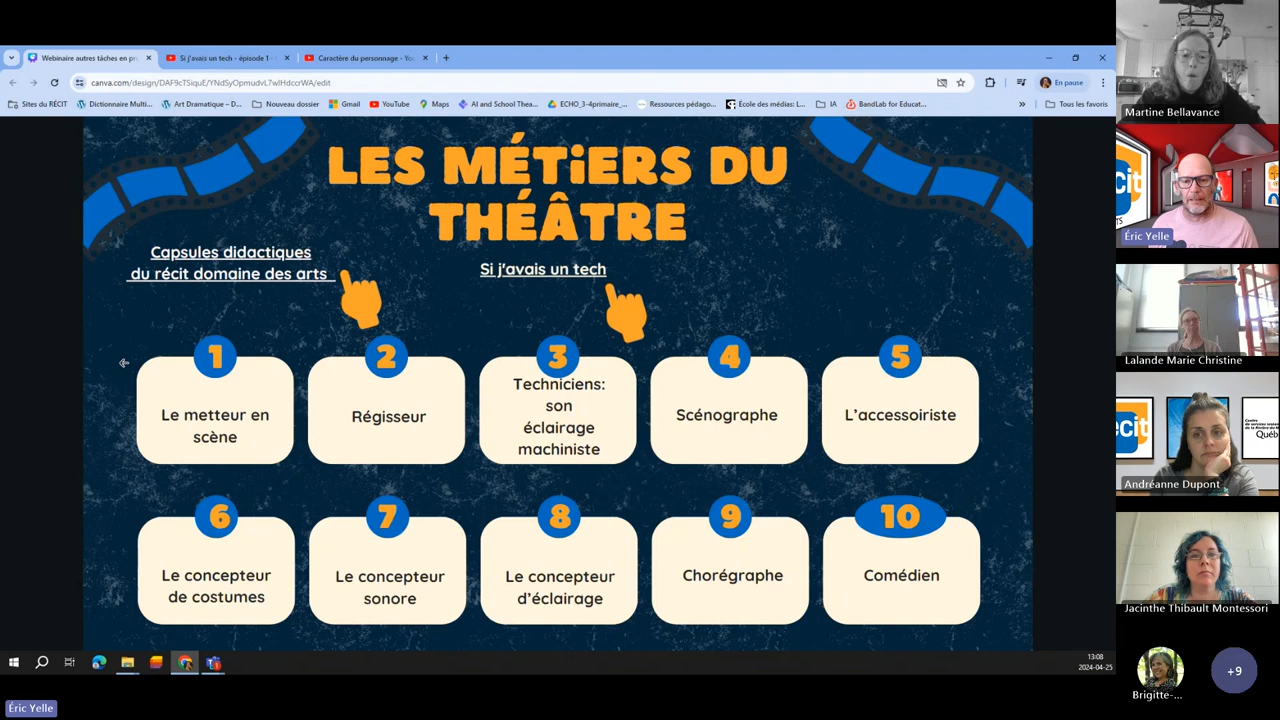 Webinaire autres tâches en pr
Si j'avais un tech - épisode 1 -
Caractère du personnage - You
canva.com/design/DAF9cTSiquE/YNdSyOpmudvL7wIHdccrWA/edit
En pause
Sites du RÉCIT
Dictionnaire Multi...
Art Dramatique – D...
Nouveau dossier
Gmail
YouTube
Maps
AI and School Thea...
ECHO_3-4primaire_...
Ressources pédago...
École des médias: L...
IA
BandLab for Educat...
Tous les favoris
LES MÉTIERS DU
THÉÂTRE
Capsules didactiques
du récit domaine des arts
Si j'avais un tech
1
Le metteur en
scène
2
Régisseur
3
Techniciens:
son
éclairage
machiniste
4
Scénographe
5
L'accessoiriste
6
Le concepteur
de costumes
7
Le concepteur
sonore
8
Le concepteur
d'éclairage
9
Chorégraphe
10
Comédien
13:08
2024-04-25
Éric Yelle
Martine Bellavance
cit
Éric Yelle
Lalande Marie Christine
écit
Québ
Andréanne Dupont
Jacinthe Thibault Montessori
Brigitte-...
+9